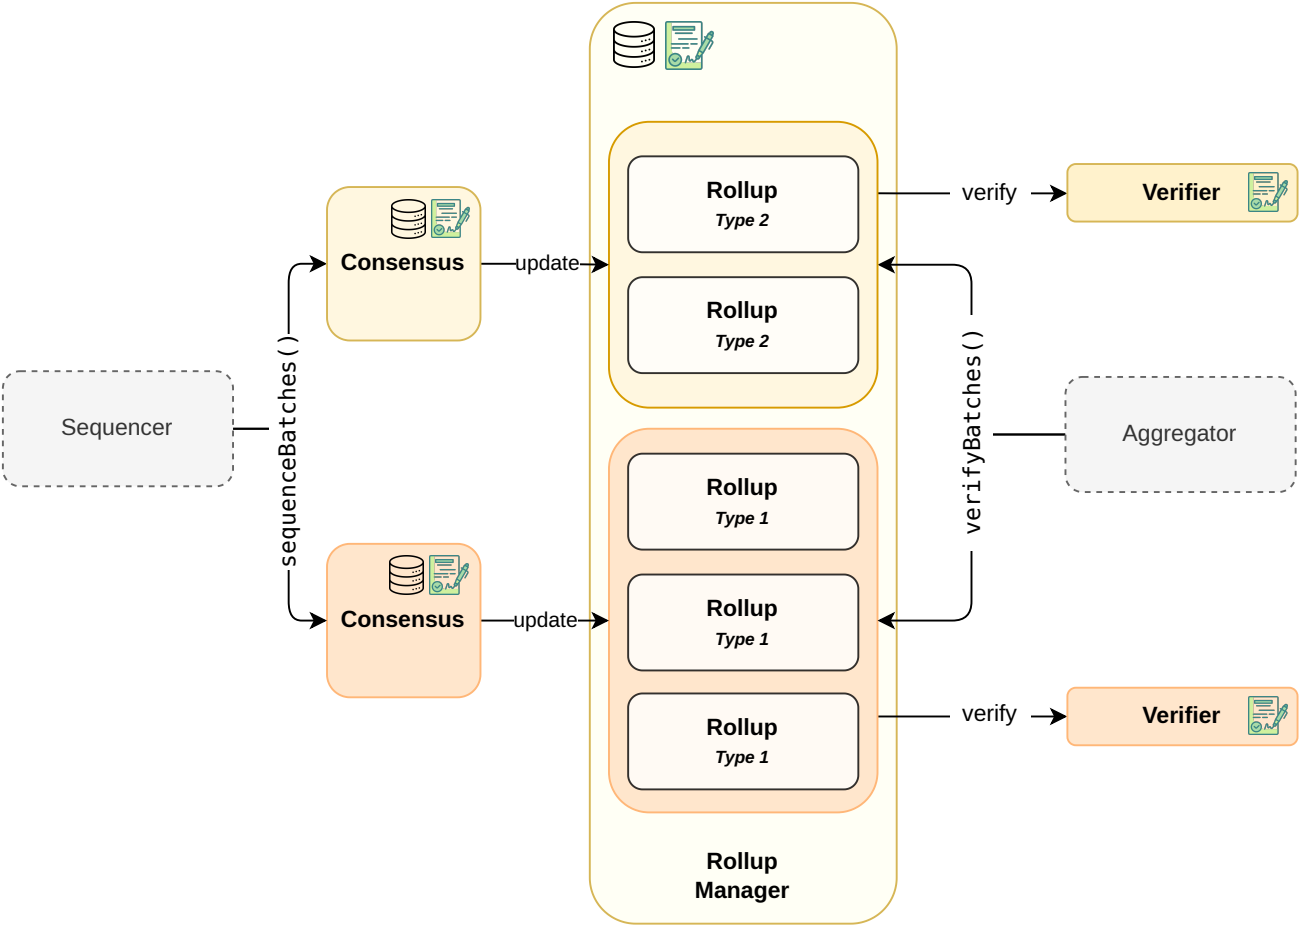 Sequencer
sequenceBatches()
Consensus
update
Consensus
update
Rollup
Type 2
Rollup
Type 2
Rollup
Type 1
Rollup
Type 1
Rollup
Type 1
Rollup
Manager
verify
Verifier
verifyBatches()
Aggregator
verify
Verifier